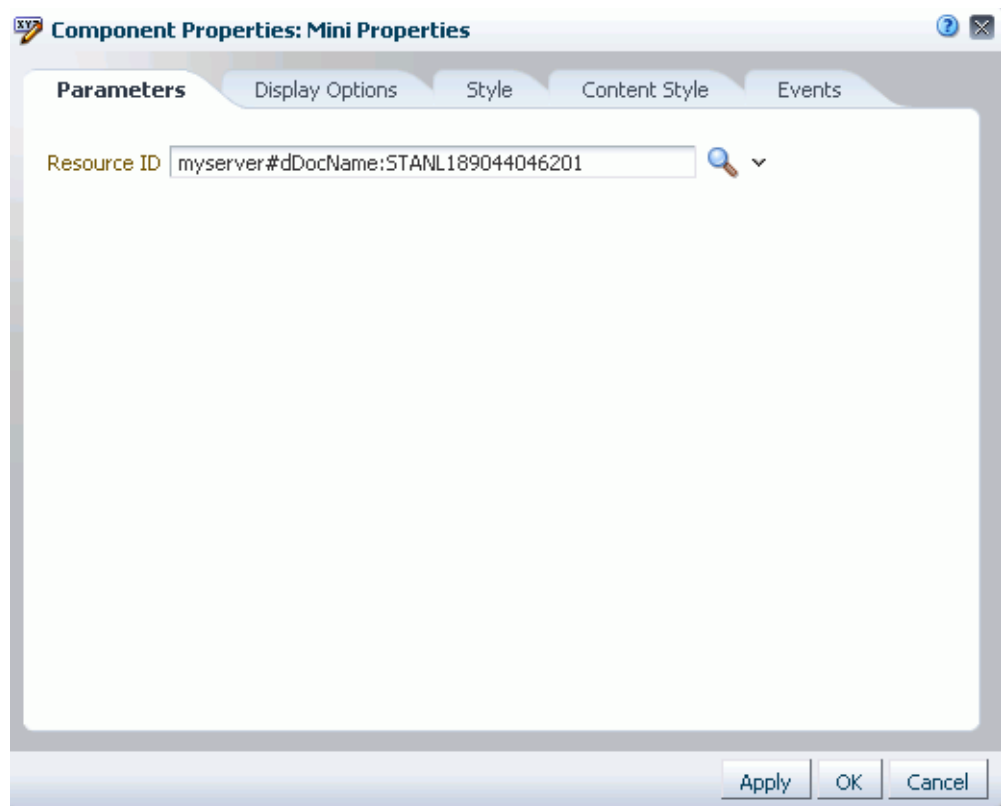 Component Properties: Mini Properties
Parameters Display Options Style Content Style Events
Resource ID myserver#dDocName:STANL189044046201
Apply OK Cancel